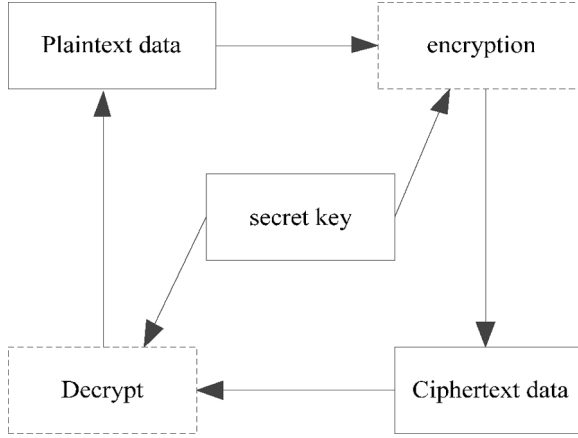 Plaintext data
encryption
secret key
Decrypt
Ciphertext data